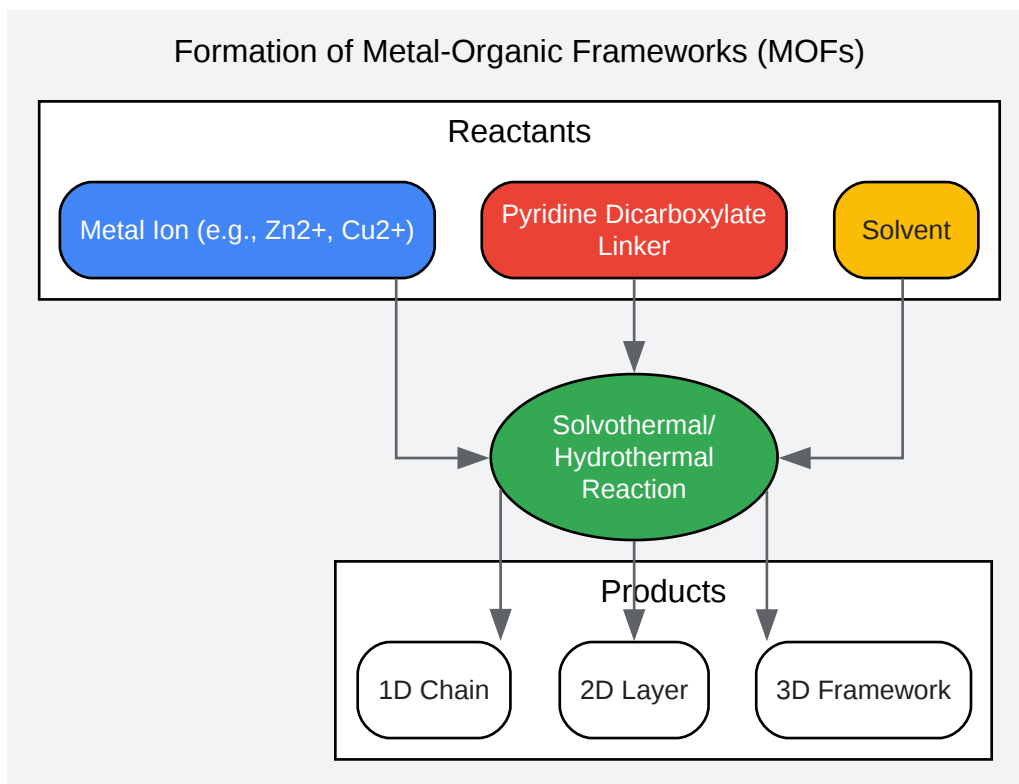 Formation of Metal-Organic Frameworks (MOFs)
Reactants
Metal Ion (e.g., Zn2+, Cu2+)
Pyridine Dicarboxylate
Linker
Solvent
Solvothermal/
Hydrothermal
Reaction
Products
1D Chain
2D Layer
3D Framework